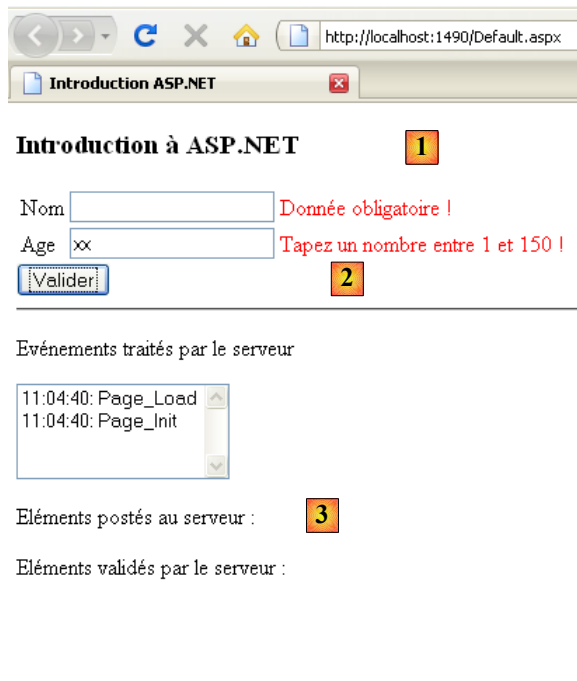 http://localhost:1490/Default.aspx
Introduction ASP.NET
Introduction à ASP.NET 1
Nom Donnée obligatoire !
Age xx Tapez un nombre entre 1 et 150 !
Valider 2
Evénements traités par le serveur
11:04:40: Page_Load
11:04:40: Page_Init
Eléments postés au serveur : 3
Eléments validés par le serveur :